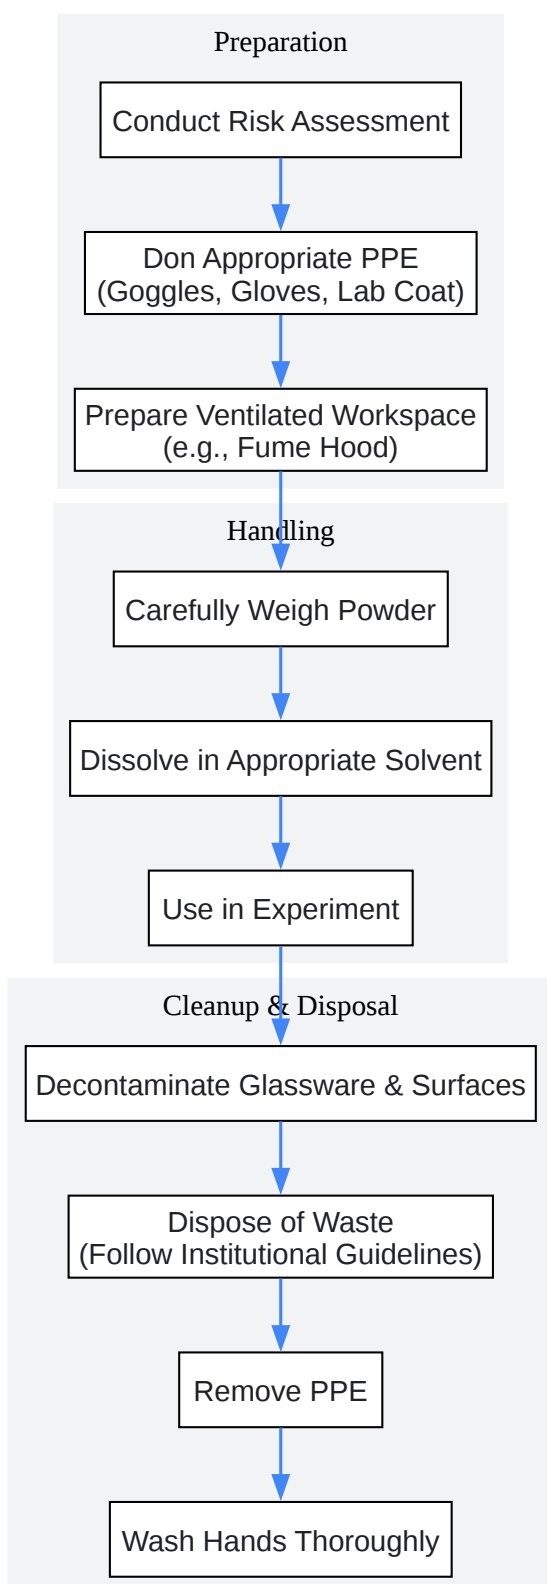 Preparation
Conduct Risk Assessment
Don Appropriate PPE
(Goggles, Gloves, Lab Coat)
Prepare Ventilated Workspace
(e.g., Fume Hood)
Handling
Carefully Weigh Powder
Dissolve in Appropriate Solvent
Use in Experiment
Cleanup & Disposal
Decontaminate Glassware & Surfaces
Dispose of Waste
(Follow Institutional Guidelines)
Remove PPE
Wash Hands Thoroughly